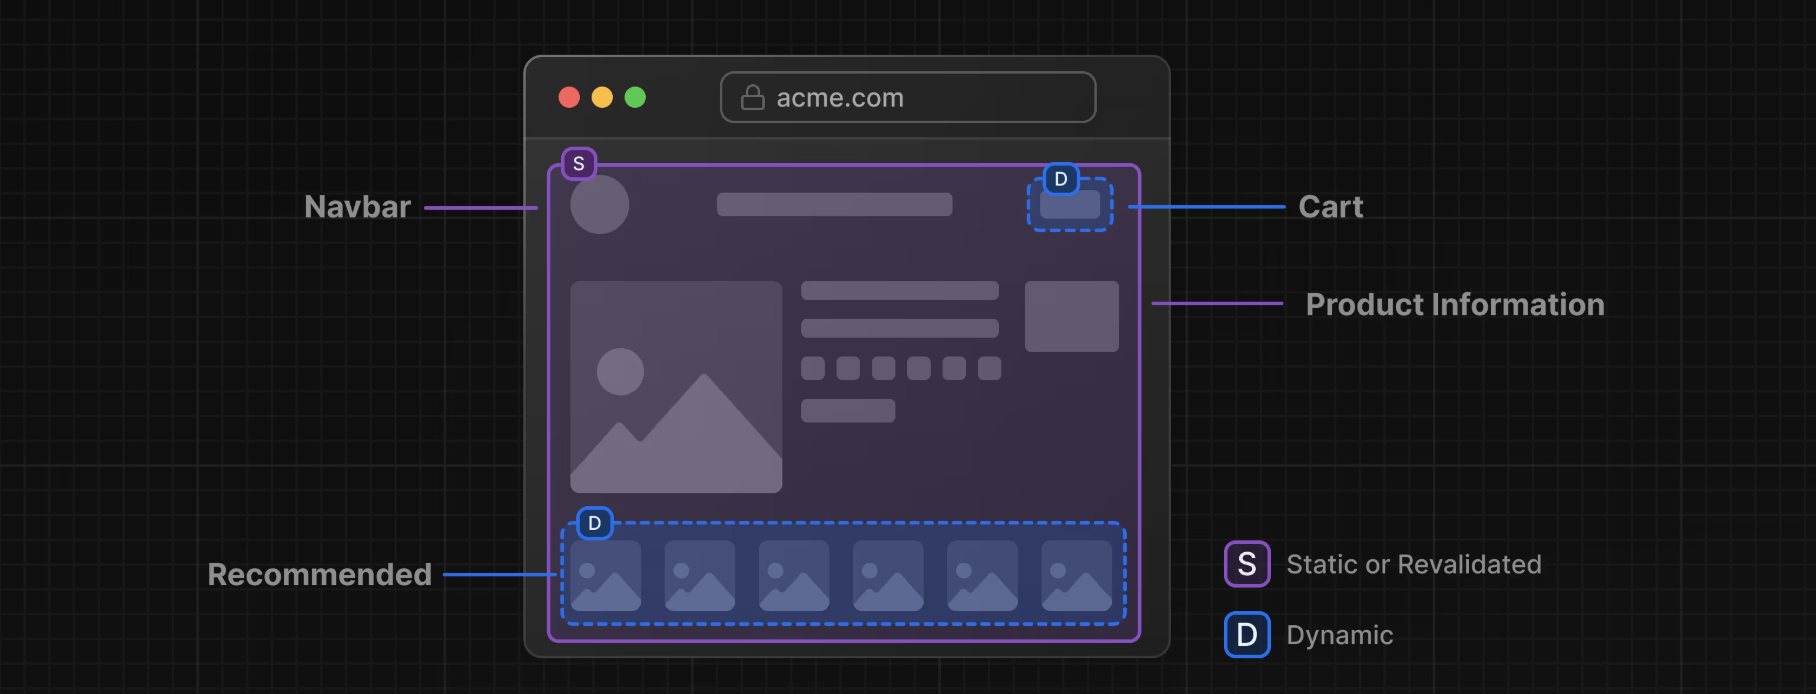 acme.com
S
D
Navbar
Cart
Product Information
D
Recommended
S Static or Revalidated
D Dynamic